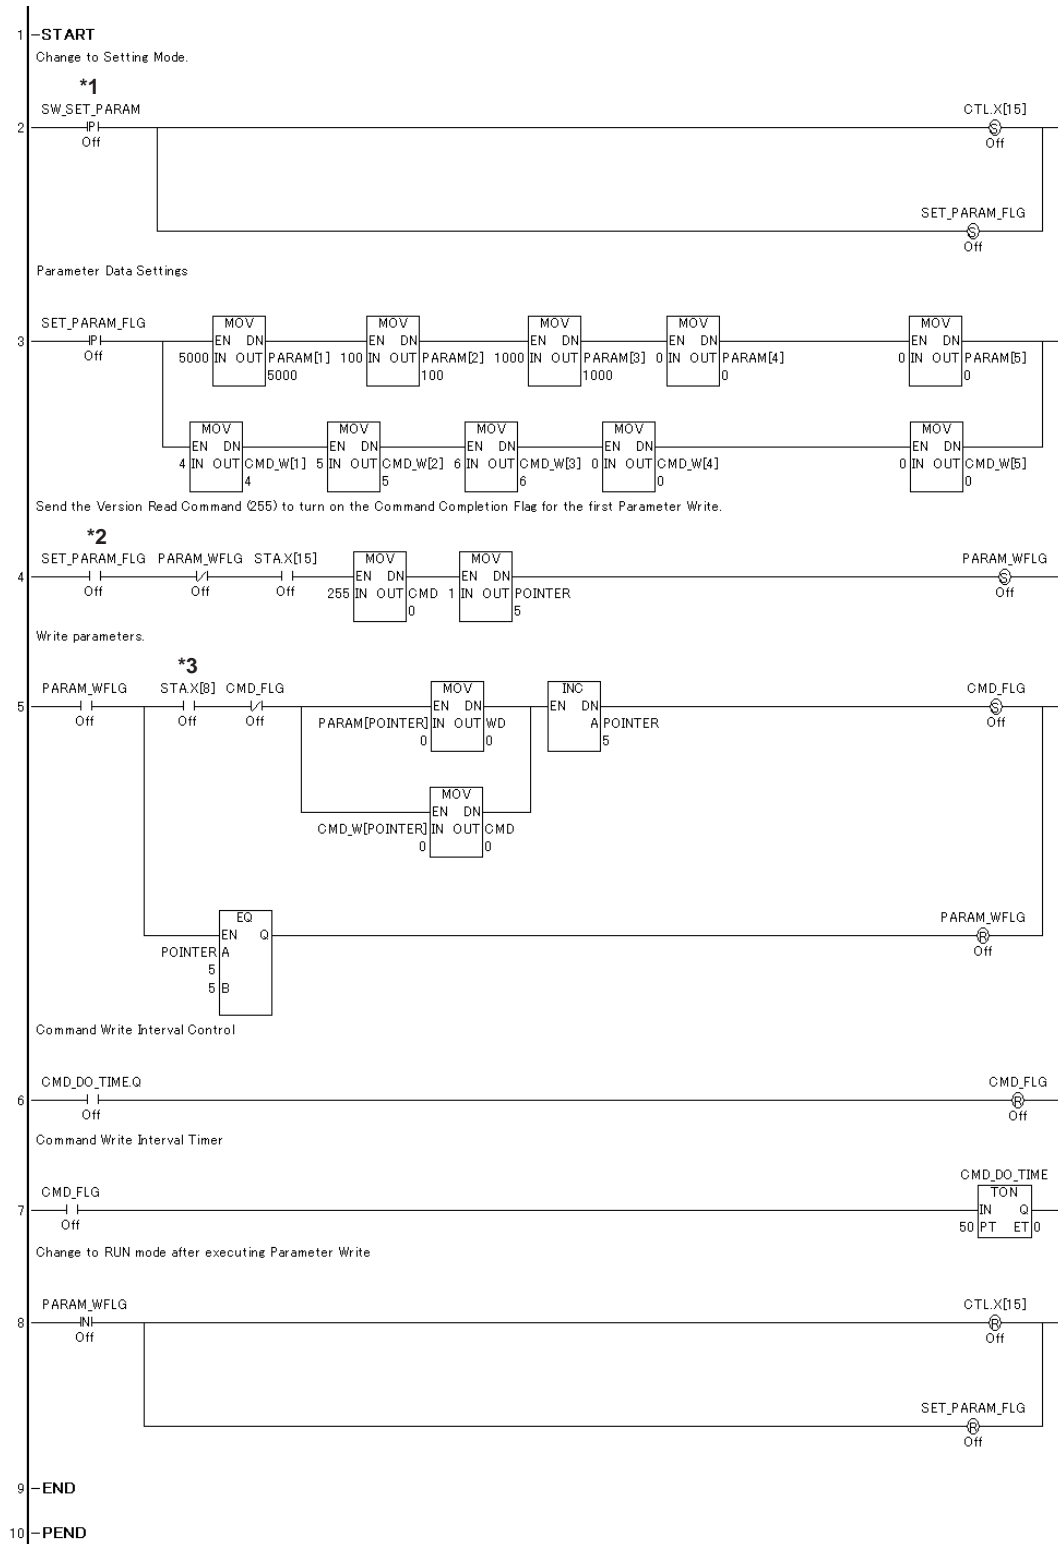 1 START
Change to Setting Mode.
*1
SW_SET_PARAM CTL.X[15]
2 P S
Off Off
SET_PARAM_FLG
S
Off
Parameter Data Settings
SET_PARAM_FLG MOV MOV MOV MOV MOV
3 P EN DN EN DN EN DN EN DN EN DN
Off 5000 IN OUT PARAM[1] 100 IN OUT PARAM[2] 1000 IN OUT PARAM[3] 0 IN OUT PARAM[4] 0 IN OUT PARAM[5]
5000 100 1000 0 0
MOV MOV MOV MOV MOV
EN DN EN DN EN DN EN DN EN DN
4 IN OUT CMD_W[1] 5 IN OUT CMD_W[2] 6 IN OUT CMD_W[3] 0 IN OUT CMD_W[4] 0 IN OUT CMD_W[5]
4 5 6 0 0
Send the Version Read Command (255) to turn on the Command Completion Flag for the first Parameter Write.
*2
SET_PARAM_FLG PARAM_WFLG STA.X[15] MOV MOV PARAM_WFLG
4 EN DN EN DN S
Off Off Off 255 IN OUT CMD 1 IN OUT POINTER Off
0 5
Write parameters.
*3
PARAM_WFLG STA.X[8] CMD_FLG MOV INC CMD_FLG
5 EN DN EN DN S
Off Off Off PARAM[POINTER] IN OUT WD A POINTER Off
0 0 5
MOV
EN DN
CMD_W[POINTER] IN OUT CMD
0 0
EQ PARAM_WFLG
EN Q R
POINTER A Off
5
5 B
Command Write Interval Control
CMD_DO_TIME.Q CMD_FLG
6 R
Off Off
Command Write Interval Timer
CMD_DO_TIME
CMD_FLG TON
7 IN Q
Off 50 PT ET 0
Change to RUN mode after executing Parameter Write
PARAM_WFLG CTL.X[15]
8 N R
Off Off
SET_PARAM_FLG
R
Off
9 END
10 PEND